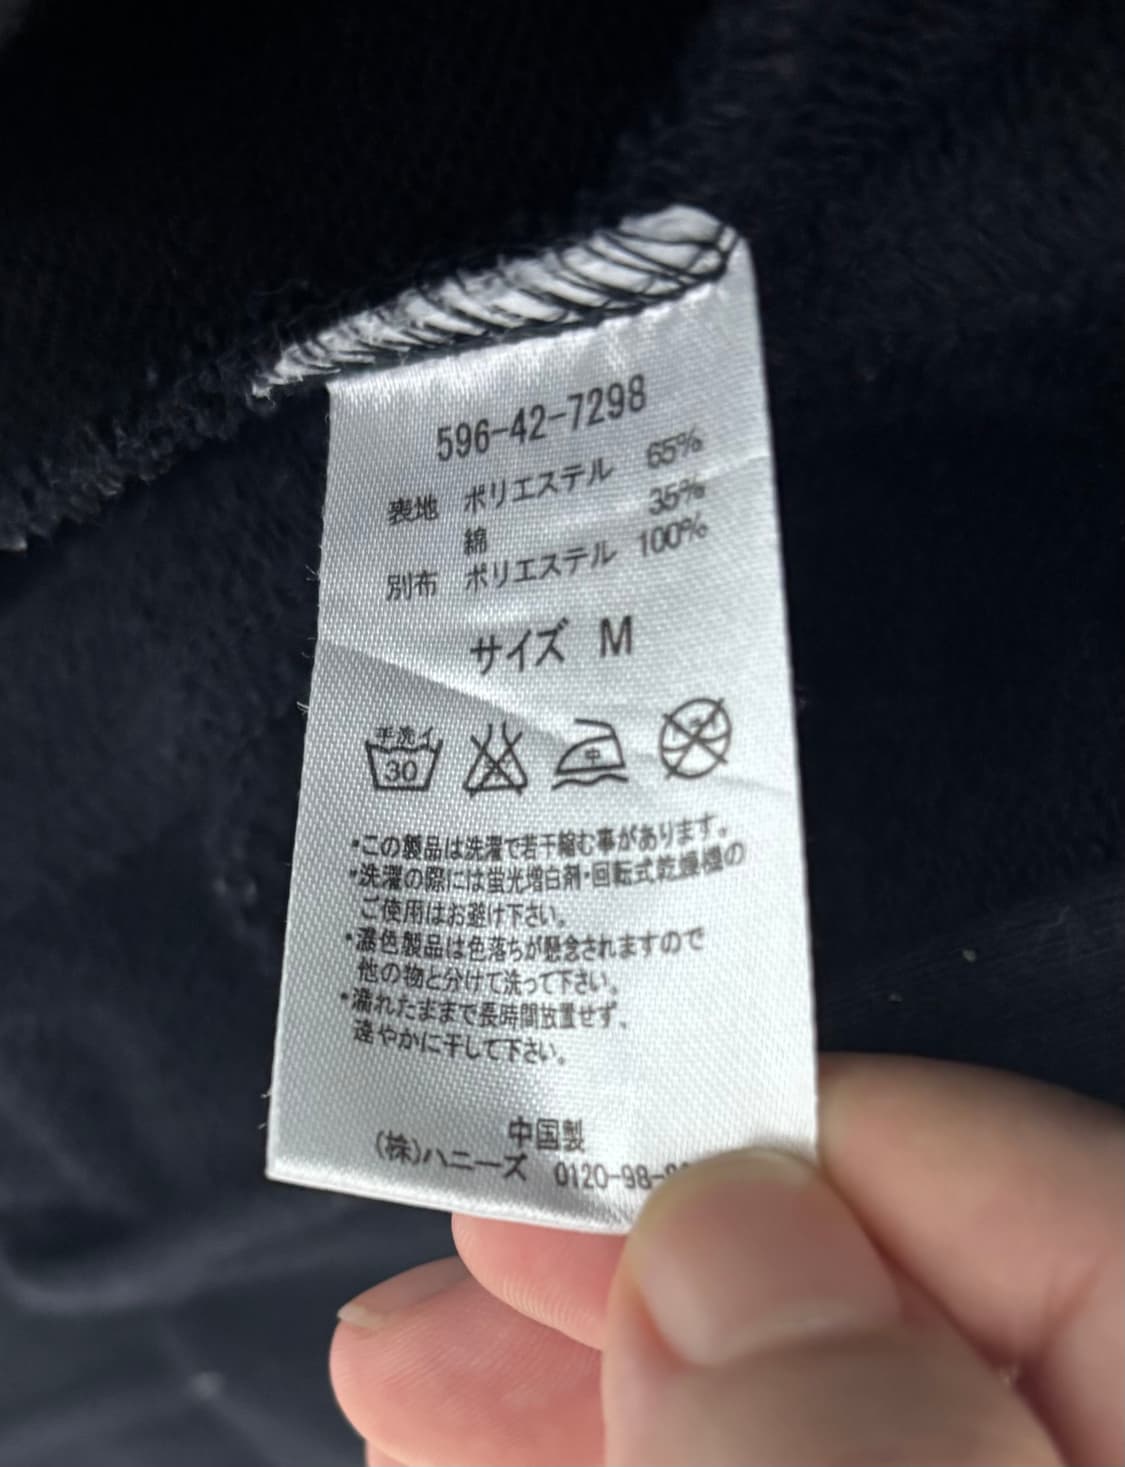 596-42-7298
表地 ポリエステル 65%
綿 35%
別布 ポリエステル 100%
サイズ M
手洗イ
30
中
・この製品は洗濯で若干縮む事があります。
・洗濯の際には蛍光増白剤・回転式乾燥機の
ご使用はお避け下さい。
・濃色製品は色落ちが懸念されますので
他の物と分けて洗って下さい。
・濡れたままで長時間放置せず、
速やかに干して下さい。
中国製
(株)ハニーズ 0120-98-